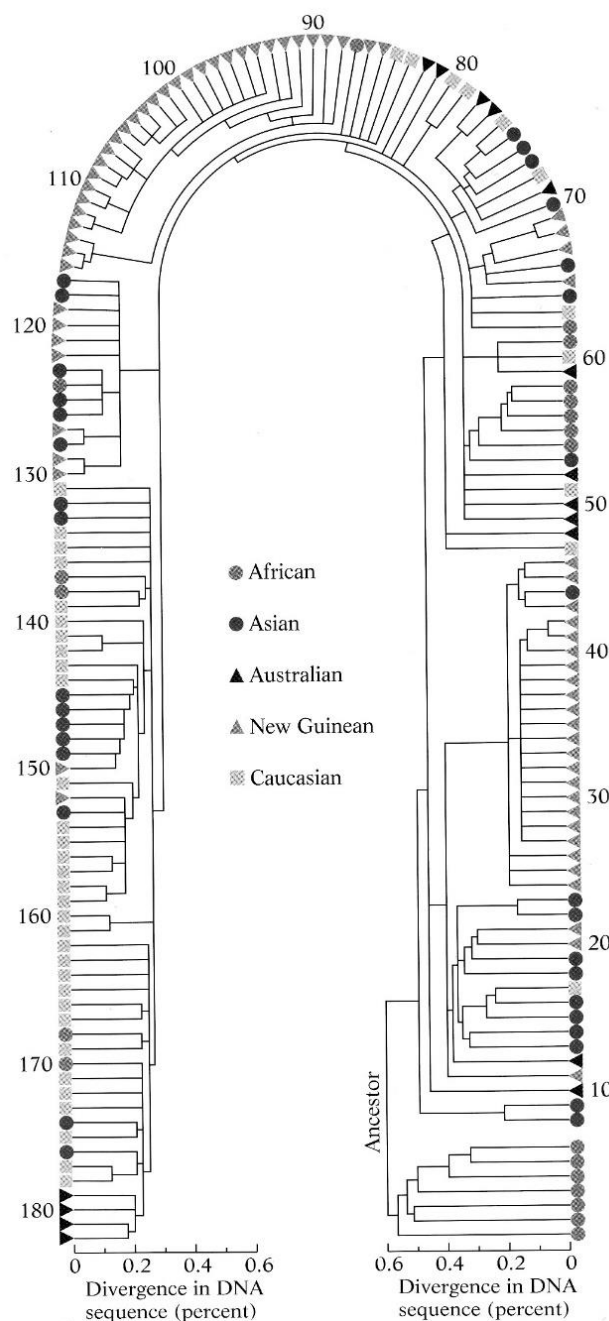 90
100
80
110
70
120
60
130
50
African
Asian
140
Australian
40
New Guinean
150
Caucasian
30
160
20
170
10
Ancestor
180
0 0.2 0.4 0.6
0.6 0.4 0.2 0
Divergence in DNA
sequence (percent)
Divergence in DNA
sequence (percent)